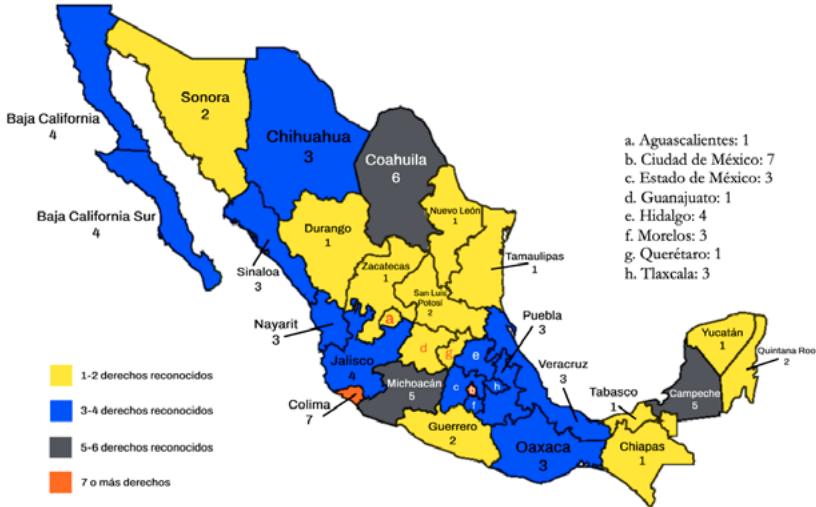 Sonora
2
Baja California
4
Chihuahua
3
Coahuila
6
a. Aguascalientes: 1
b. Ciudad de México: 7
c. Estado de México: 3
d. Guanajuato: 1
e. Hidalgo: 4
f. Morelos: 3
g. Querétaro: 1
h. Tlaxcala: 3
Baja California Sur
4
Durango
1
Nuevo León
1
Sinaloa
3
Zacatecas
1
Tamaulipas
1
San Luis
Potosí
2
Nayarit
3
a
Puebla
3
Yucatán
1
Quintana Roo
2
Jalisco
4
d
g
e
Veracruz
3
Michoacán
5
c
b
h
f
Tabasco
1
Campeche
5
Colima
7
Guerrero
2
Oaxaca
3
Chiapas
1
1-2 derechos reconocidos
3-4 derechos reconocidos
5-6 derechos reconocidos
7 o más derechos